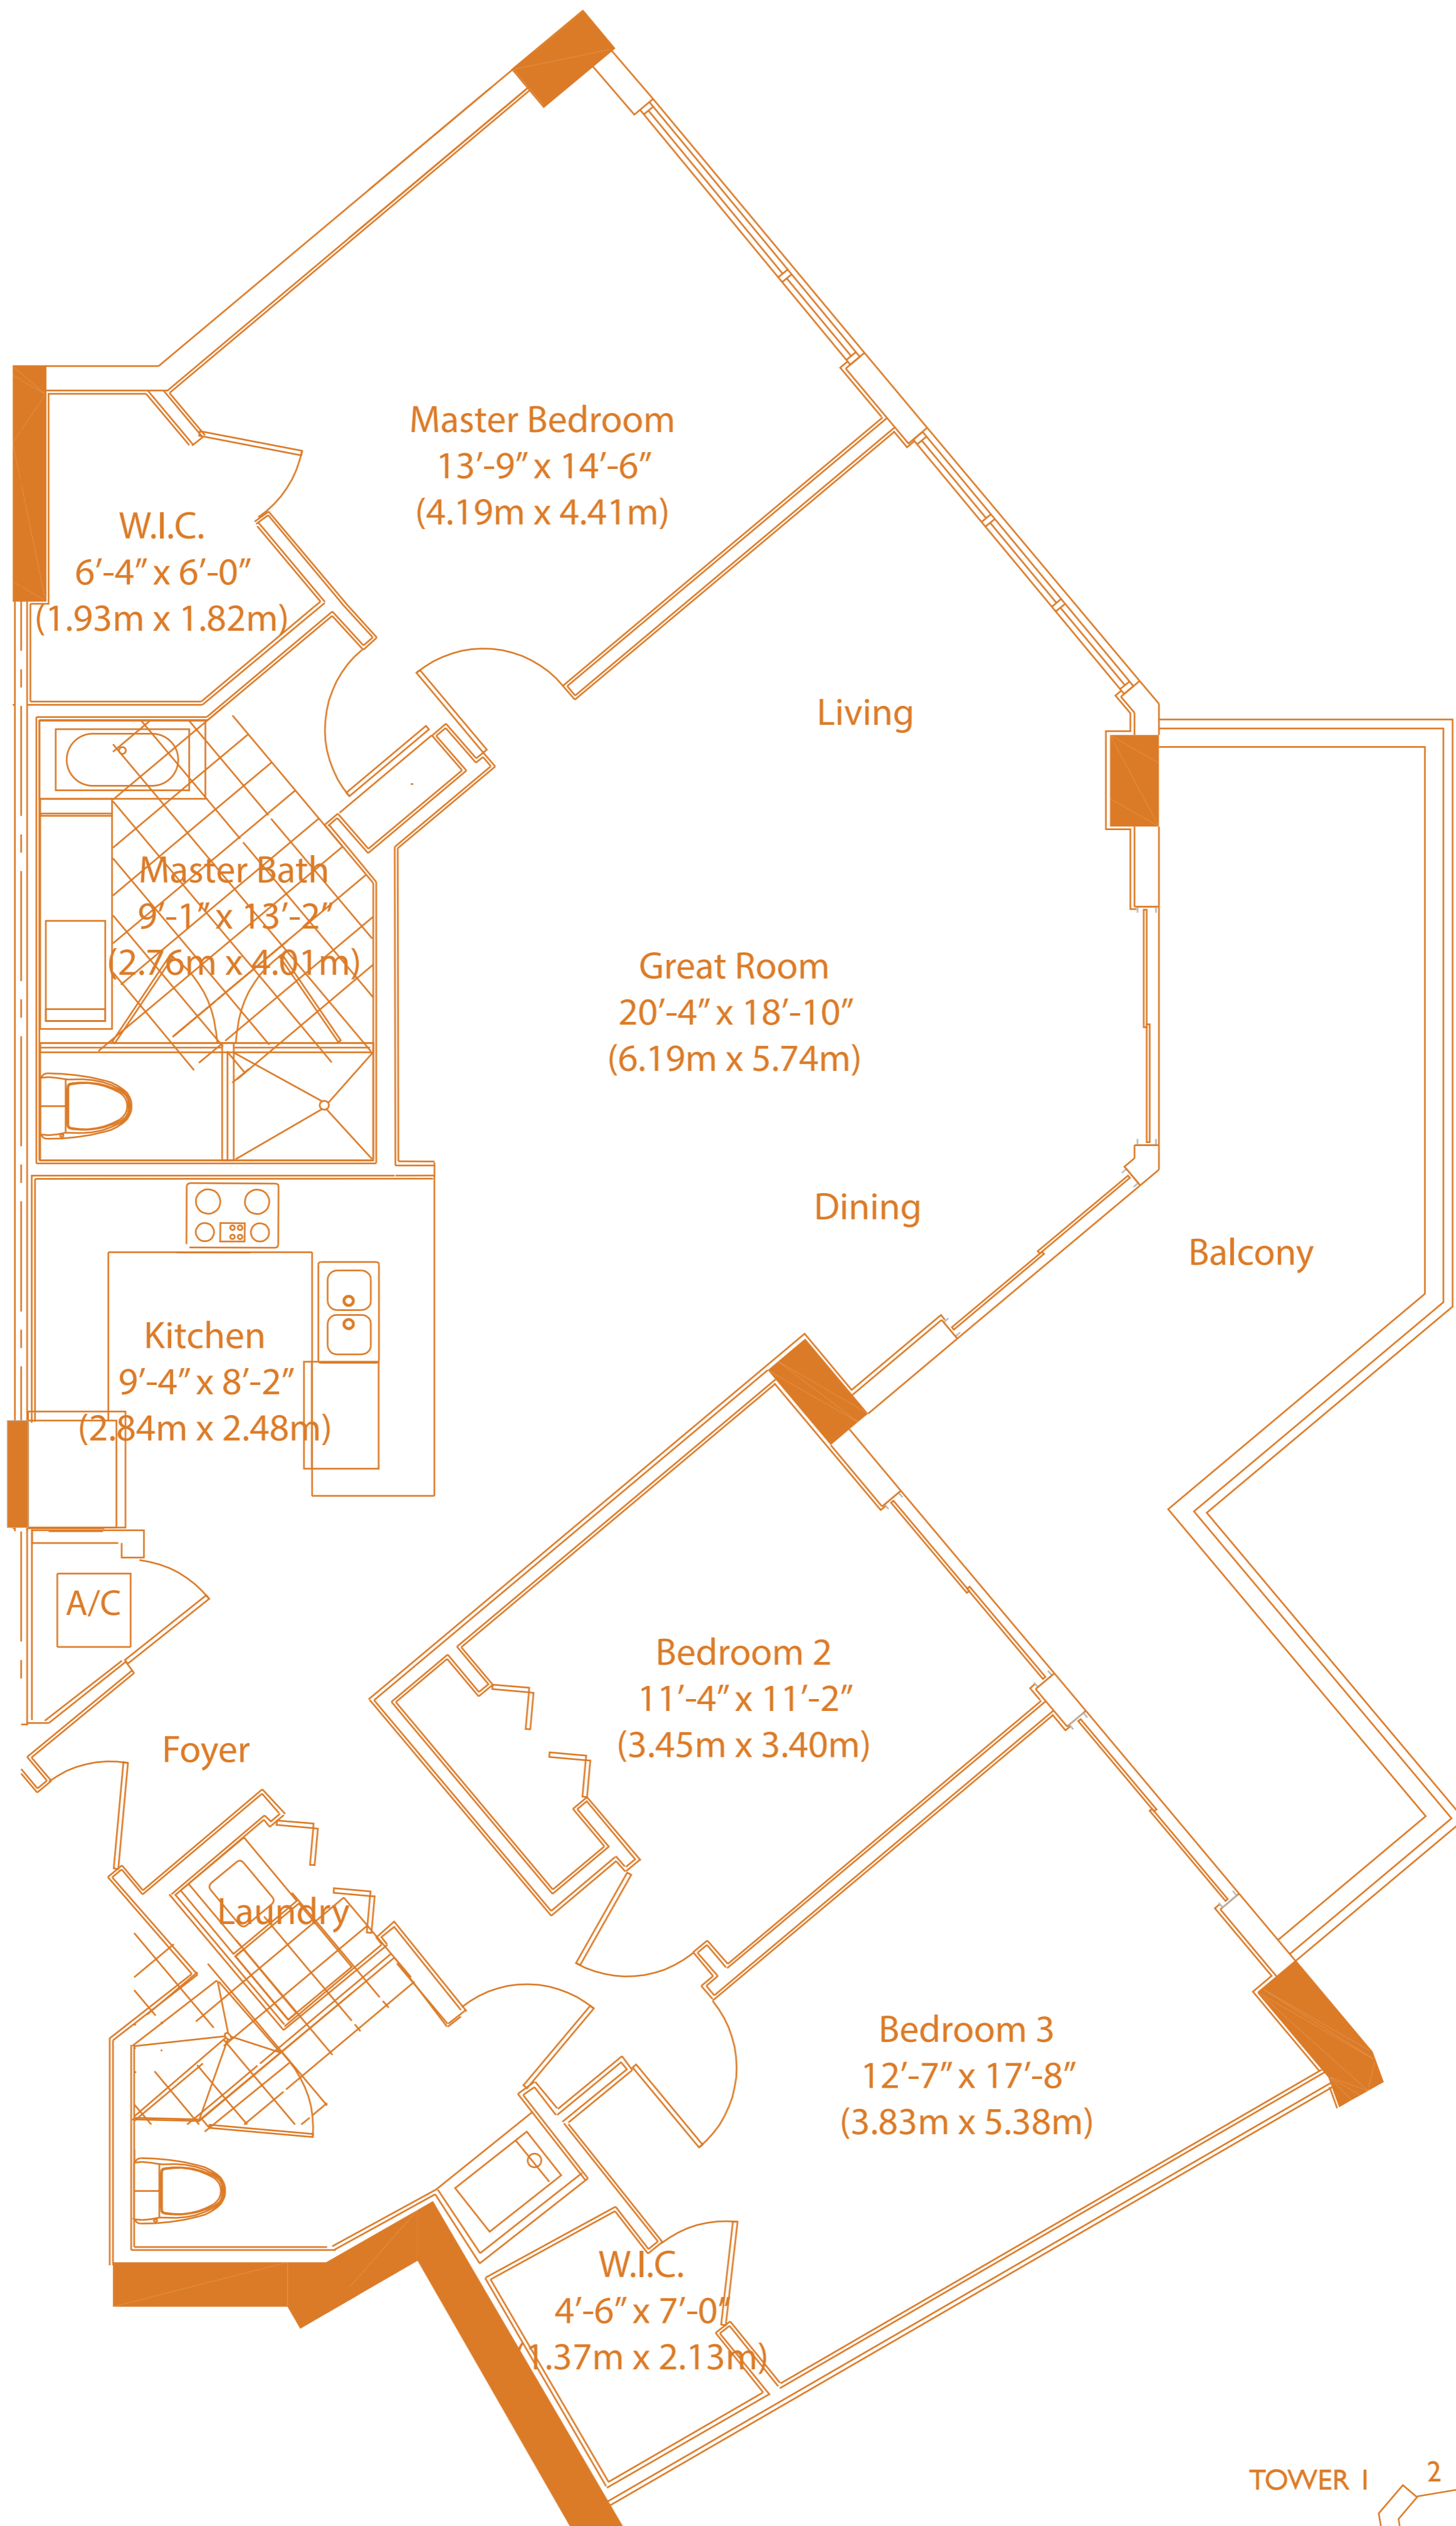 Master Bedroom
13’-9” x 14’-6”
(4.19m x 4.41m)
W.I.C.
6’-4” x 6’-0”
(1.93m x 1.82m)
Living
Master Bath
9’-1” x 13’-2”
(2.76m x 4.01m)
Great Room
20’-4” x 18’-10”
(6.19m x 5.74m)
Dining
Balcony
Kitchen
9’-4” x 8’-2”
(2.84m x 2.48m)
A/C
Bedroom 2
11’-4” x 11’-2”
(3.45m x 3.40m)
Foyer
Laundry
Bedroom 3
12’-7” x 17’-8”
(3.83m x 5.38m)
W.I.C.
4’-6” x 7’-0”
(1.37m x 2.13m)
TOWER I
2